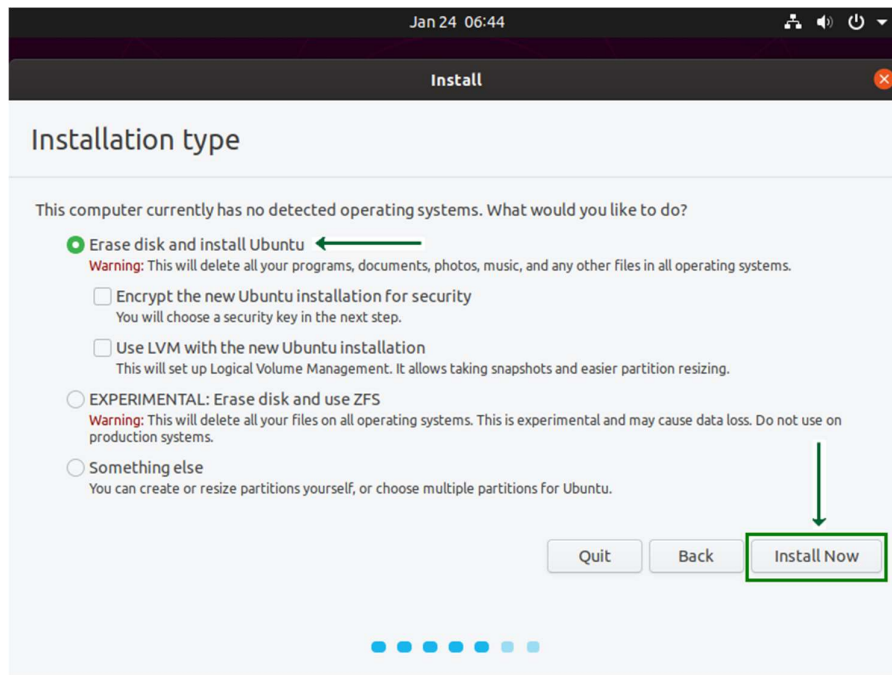 Jan 24 06:44
Install
Installation type
This computer currently has no detected operating systems. What would you like to do?
Erase disk and install Ubuntu
Warning: This will delete all your programs, documents, photos, music, and any other files in all operating systems.
Encrypt the new Ubuntu installation for security
You will choose a security key in the next step.
Use LVM with the new Ubuntu installation
This will set up Logical Volume Management. It allows taking snapshots and easier partition resizing.
EXPERIMENTAL: Erase disk and use ZFS
Warning: This will delete all your files on all operating systems. This is experimental and may cause data loss. Do not use on
production systems.
Something else
You can create or resize partitions yourself, or choose multiple partitions for Ubuntu.
Quit Back Install Now